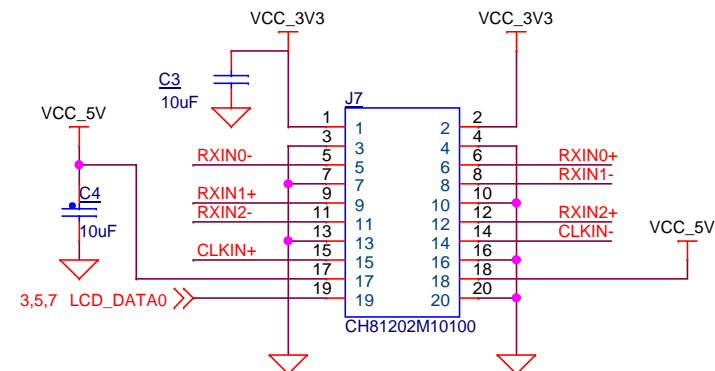 VCC_3V3 VCC_3V3
C3
10uF
J7
VCC_5V
1 1 2 2
3 3 4 4
RXIN0- 5 5 6 6 RXIN0+
7 7 8 8 RXIN1-
C4
RXIN1+ 9 9 10 10
10uF
RXIN2- 11 11 12 12 RXIN2+
13 13 14 14 CLKIN-
VCC_5V
CLKIN+ 15 15 16 16
17 17 18 18
3,5,7 LCD_DATA0 19 19 20 20
CH81202M10100